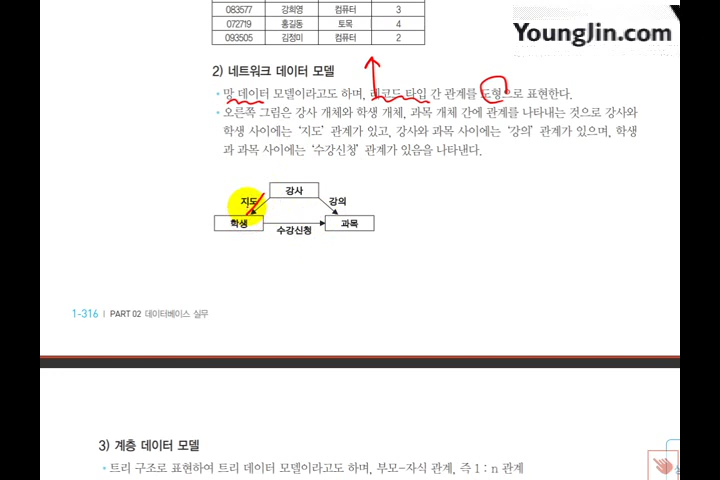 083577 강희영 컴퓨터 3
072719 홍길동 토목 4
093505 김정미 컴퓨터 2
YoungJin.com
2) 네트워크 데이터 모델
• 망 데이터 모델이라고도 하며, 레코드 타입 간 관계를 도형으로 표현한다.
• 오른쪽 그림은 강사 개체와 학생 개체, 과목 개체 간에 관계를 나타내는 것으로 강사와
학생 사이에는 '지도' 관계가 있고, 강사와 과목 사이에는 '강의' 관계가 있으며, 학생
과 과목 사이에는 '수강신청' 관계가 있음을 나타낸다.
강사
지도 강의
학생 과목
수강신청
1-316 | PART 02 데이터베이스 실무
3) 계층 데이터 모델
• 트리 구조로 표현하여 트리 데이터 모델이라고도 하며, 부모-자식 관계, 즉 1 : n 관계